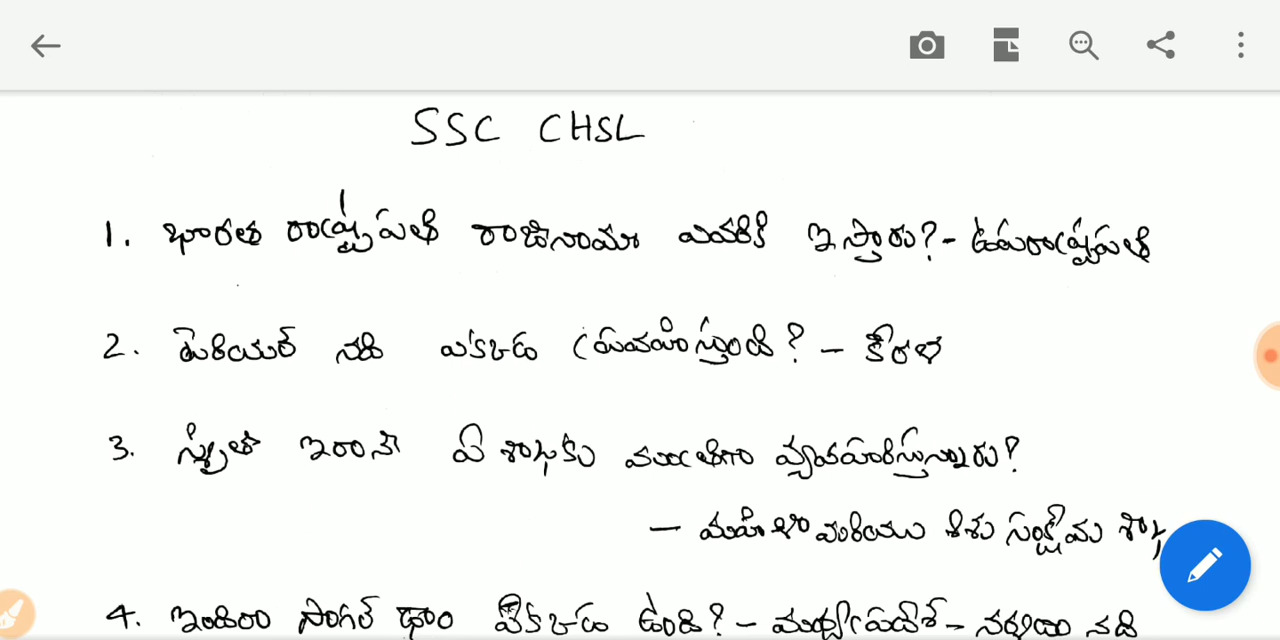 SSC CHSL
1. భారత రాష్ట్రపతి రాజీనామా ఎవరికి ఇస్తారు? - ఉపరాష్ట్రపతి
2. పెరియార్ నది ఎక్కడ ప్రవహిస్తుంది? - కేరళ
3. స్మృతి ఇరానీ ఏ శాఖకు మంత్రిగా వ్యవహరిస్తున్నారు?
- మహిళా మరియు శిశు సంక్షేమ శాఖ
4. ఇందిరా సాగర్ డ్యాం ఎక్కడ ఉంది? - మధ్యప్రదేశ్ - నర్మదా నది